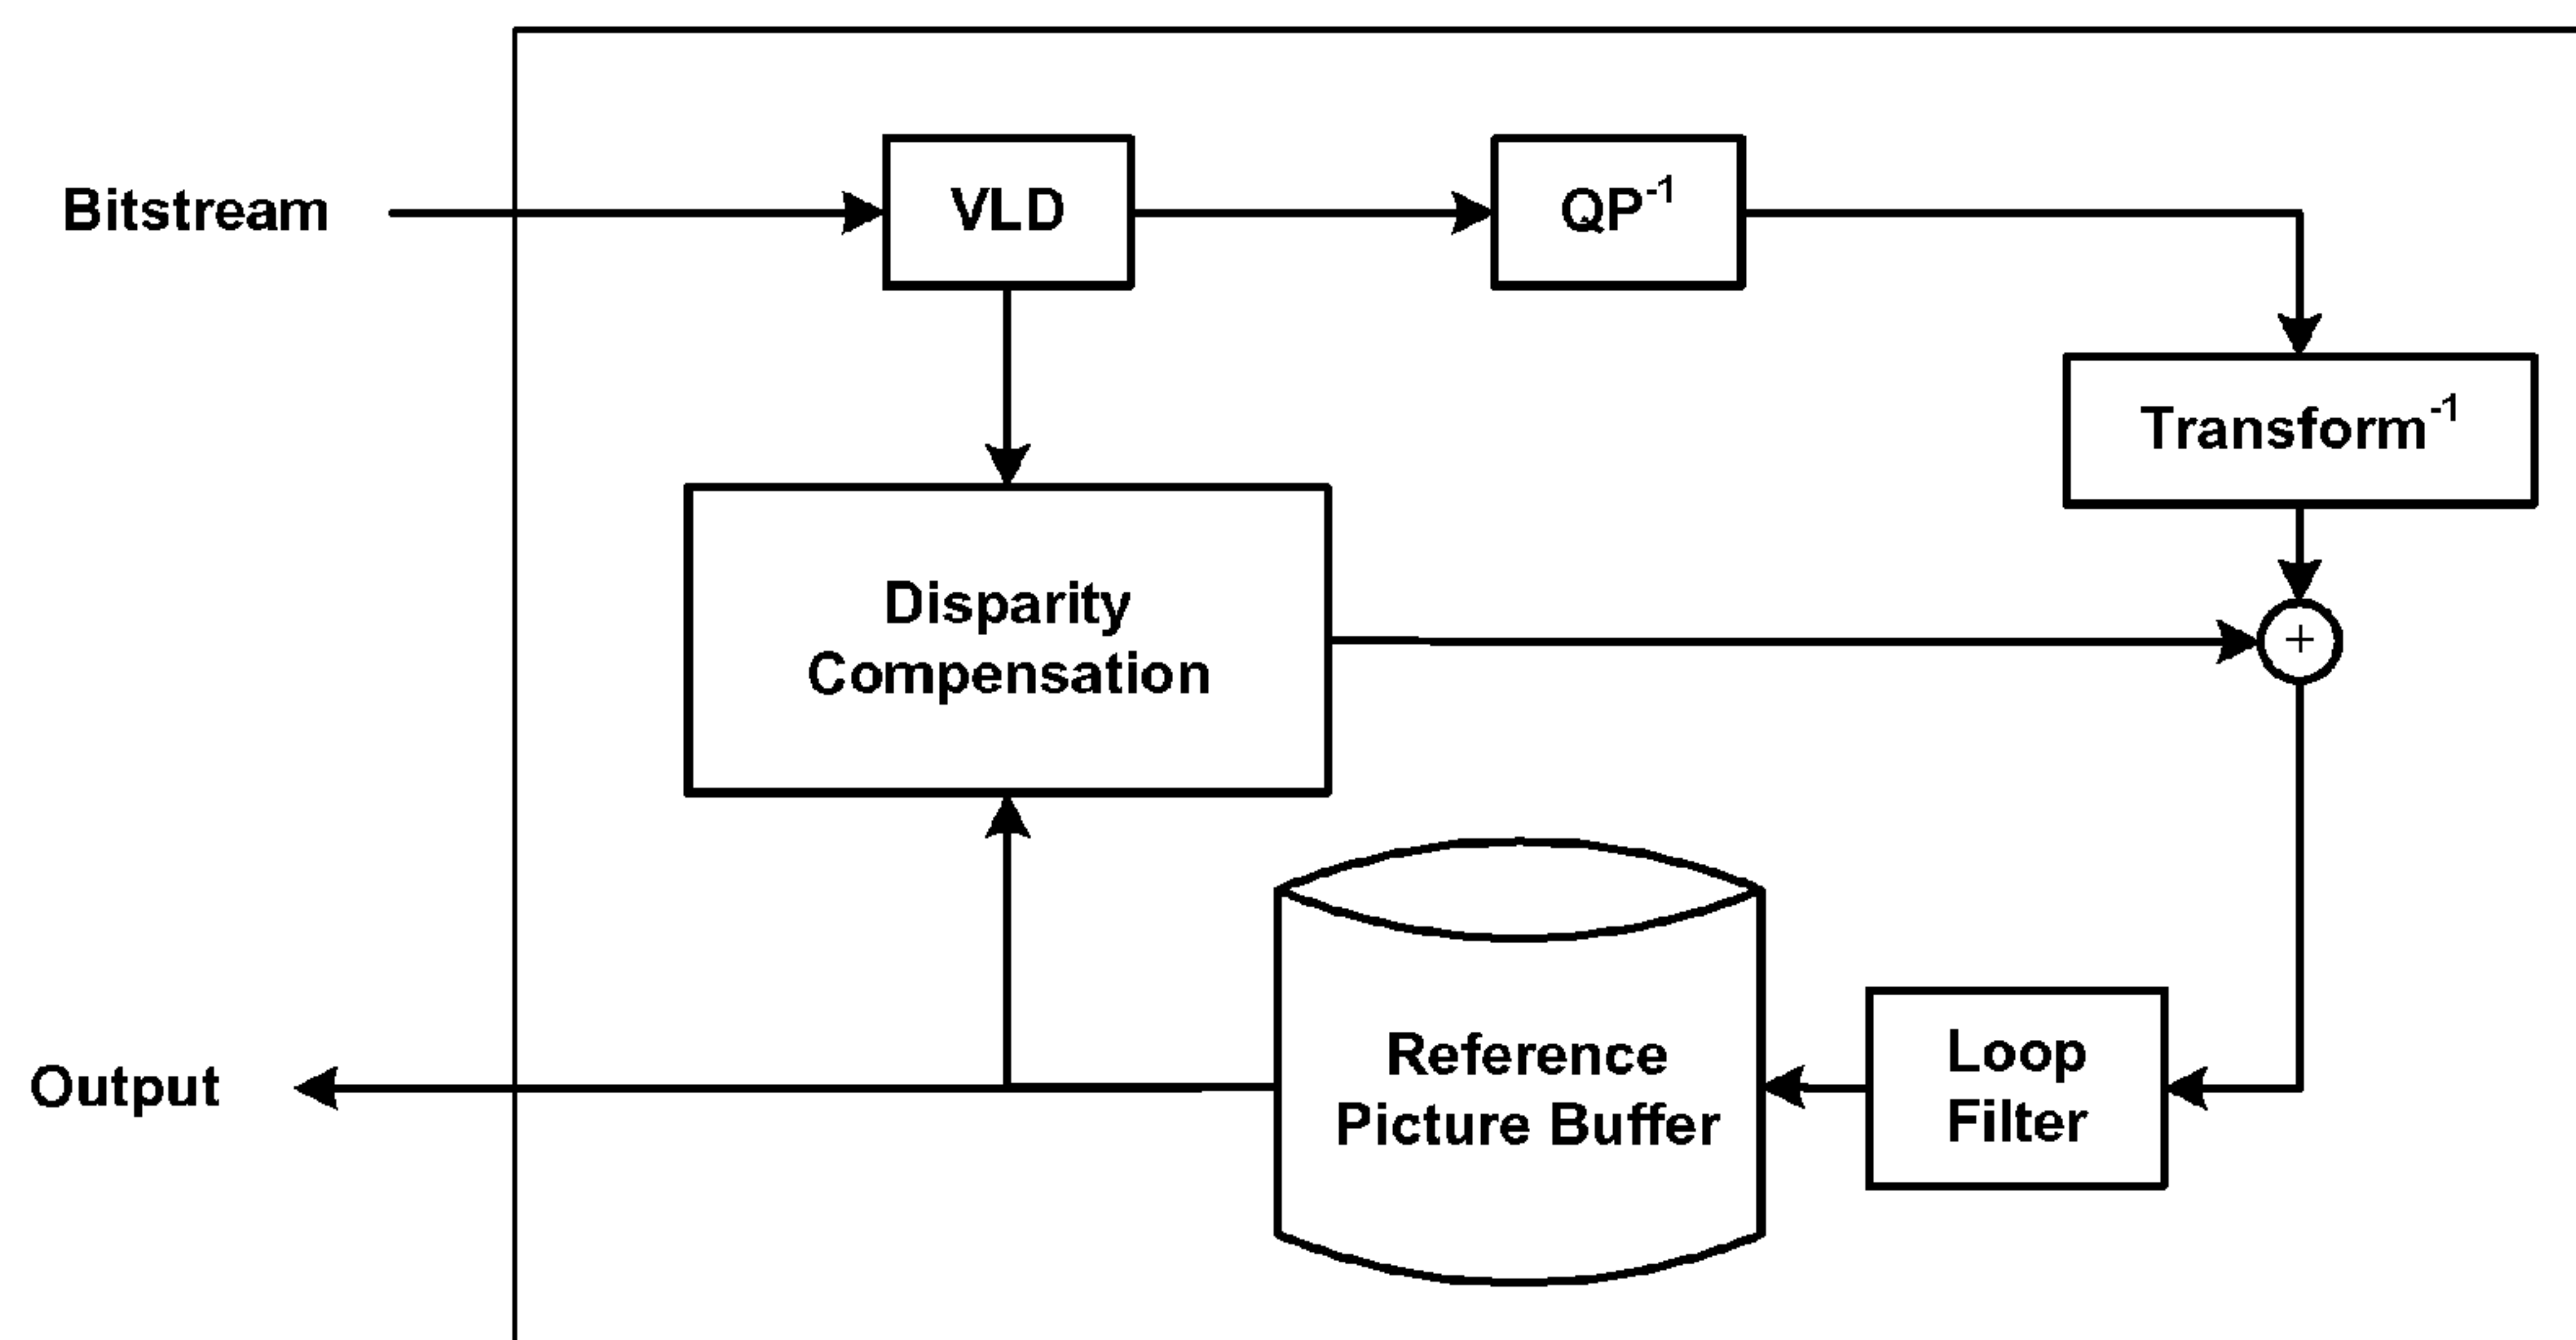 Bitstream
VLD
QP⁻¹
Transform⁻¹
Disparity
Compensation
+
Reference
Picture Buffer
Loop
Filter
Output